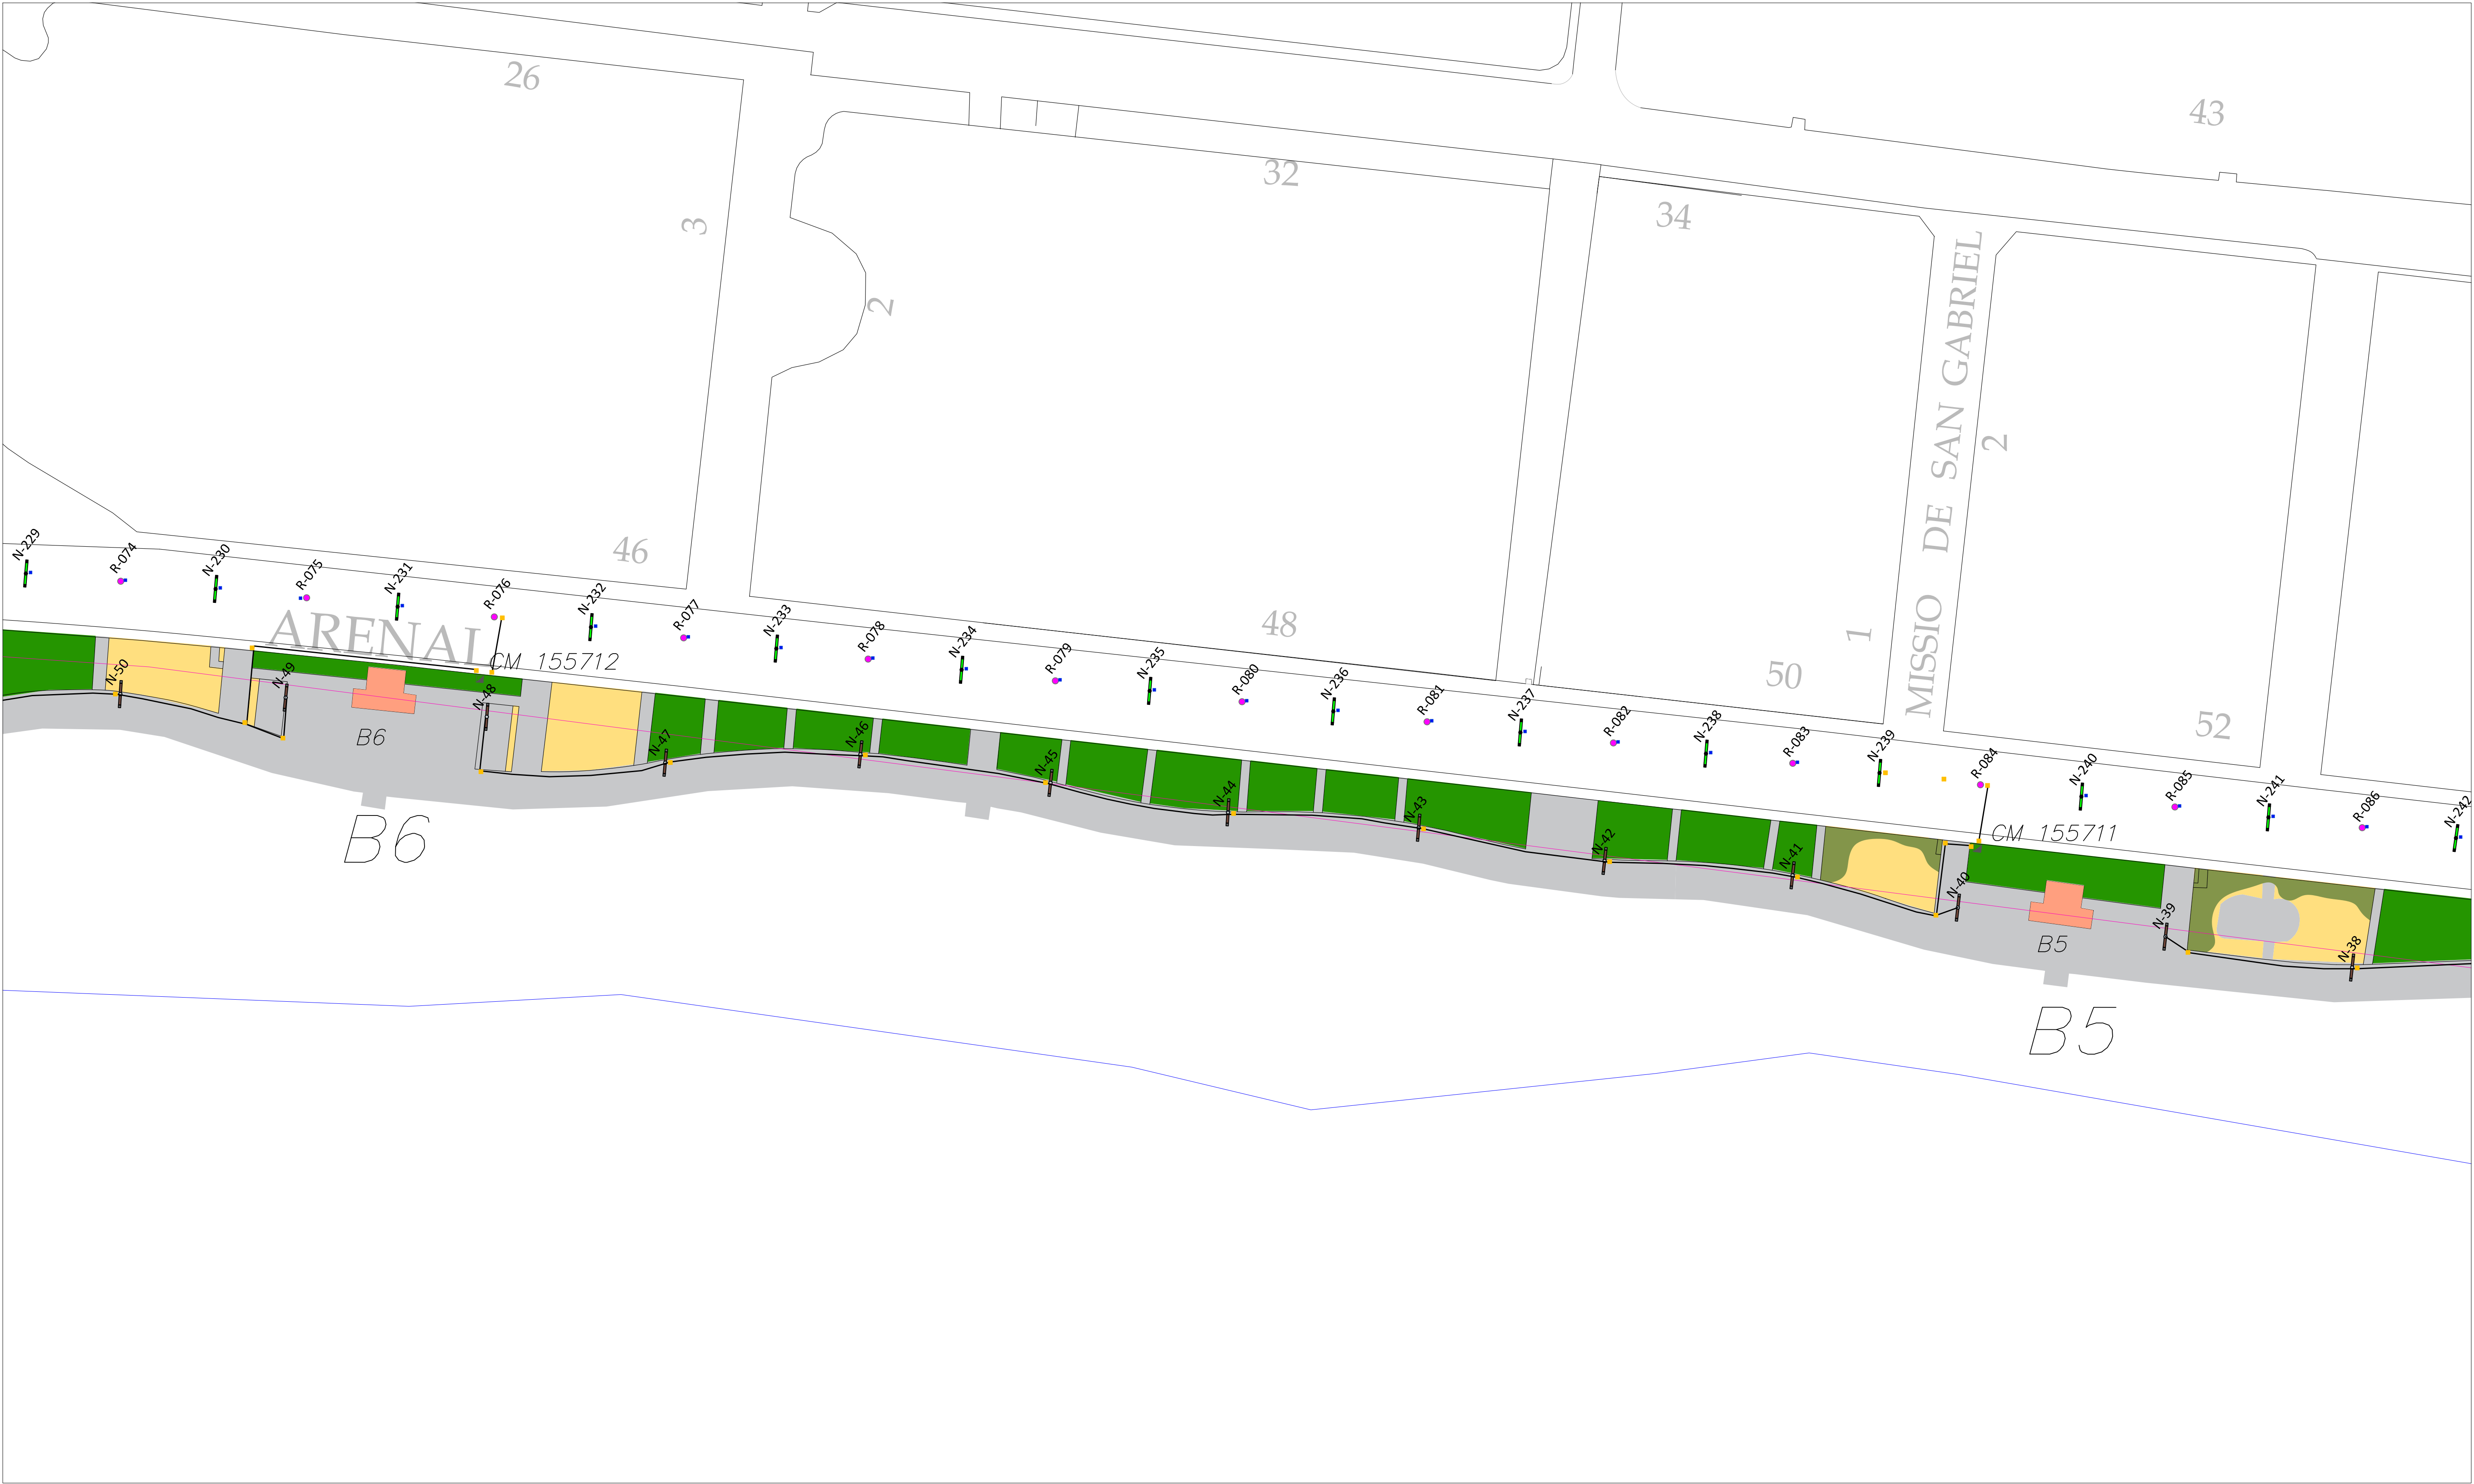 26
43
32
34
3
2
MISSIO DE SAN GABRIEL
2
1
46
48
50
52
N-229
R-074
N-230
R-075
N-231
R-076
N-232
R-077
N-233
R-078
N-234
R-079
N-235
R-080
N-236
R-081
N-237
R-082
N-238
R-083
N-239
R-084
N-240
R-085
N-241
R-086
N-242
ARENAL
CM 155712
CM 155711
N-50
N-49
N-48
N-47
N-46
N-45
N-44
N-43
N-42
N-41
N-40
N-39
N-38
B6
B6
B5
B5